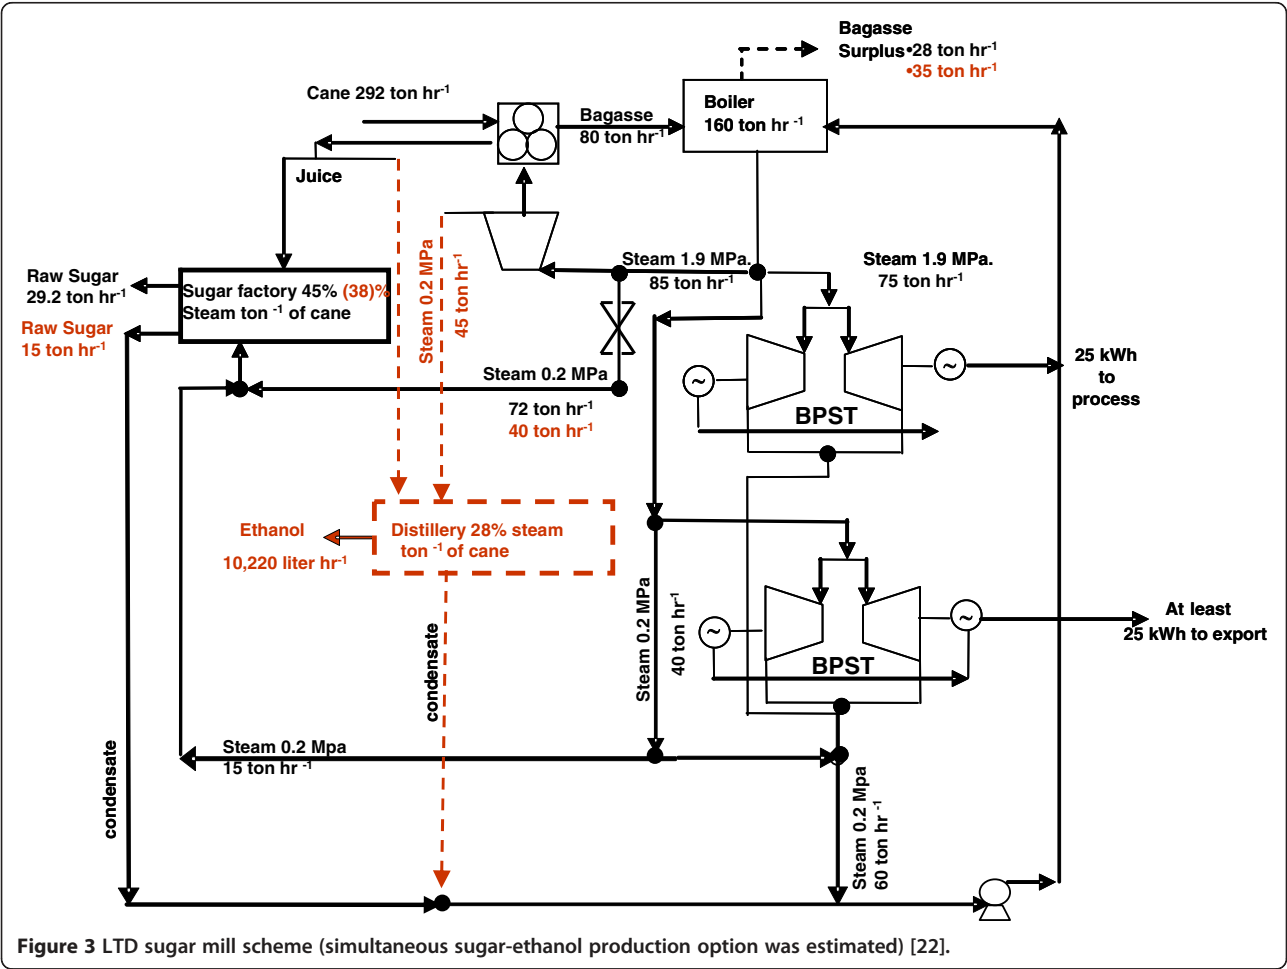 Bagasse
Surplus•28 ton hr-1
•35 ton hr-1
Cane 292 ton hr-1
Bagasse
80 ton hr-1
Boiler
160 ton hr -1
Juice
Steam 0.2 MPa
45 ton hr-1
Steam 1.9 MPa.
85 ton hr-1
Steam 1.9 MPa.
75 ton hr-1
Raw Sugar
29.2 ton hr-1
Raw Sugar
15 ton hr-1
Sugar factory 45% (38)%
Steam ton -1 of cane
Steam 0.2 MPa
72 ton hr-1
40 ton hr-1
~
~
BPST
25 kWh
to
process
Ethanol
10,220 liter hr-1
Distillery 28% steam
ton -1 of cane
condensate
Steam 0.2 MPa
40 ton hr-1
~
~
BPST
At least
25 kWh to export
Steam 0.2 Mpa
15 ton hr -1
condensate
Steam 0.2 Mpa
60 ton hr -1
Figure 3 LTD sugar mill scheme (simultaneous sugar-ethanol production option was estimated) [22].